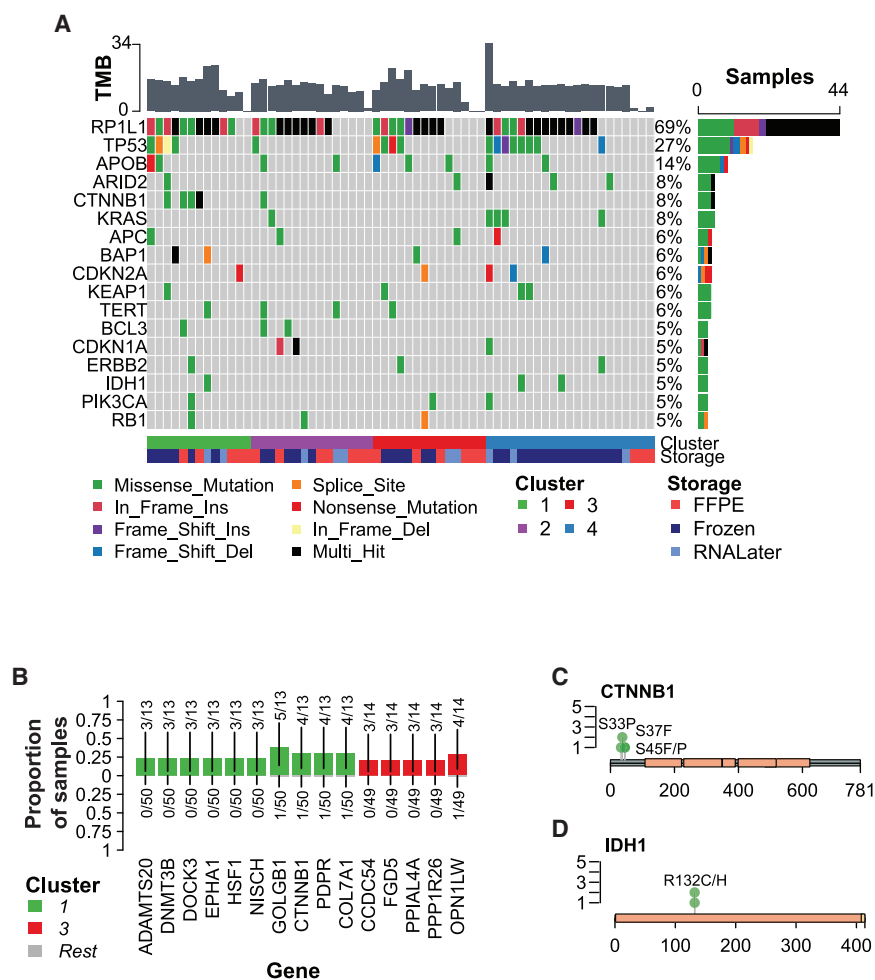 A
34
0
TMB
Samples
0
44
RP1L1 69%
TP53 27%
APOB 14%
ARID2 8%
CTNNB1 8%
KRAS 8%
APC 6%
BAP1 6%
CDKN2A 6%
KEAP1 6%
TERT 6%
BCL3 5%
CDKN1A 5%
ERBB2 5%
IDH1 5%
PIK3CA 5%
RB1 5%
Cluster
Storage
Missense_Mutation
In_Frame_Ins
Frame_Shift_Ins
Frame_Shift_Del
Splice_Site
Nonsense_Mutation
In_Frame_Del
Multi_Hit
Cluster
1 3
2 4
Storage
FFPE
Frozen
RNALater
B
Proportion
of samples
1
0.75
0.5
0.25
0
0.25
0.5
0.75
1
3/13 3/13 3/13 3/13 3/13 3/13 5/13 4/13 4/13 4/13 3/14 3/14 3/14 3/14 4/14
0/50 0/50 0/50 0/50 0/50 0/50 1/50 1/50 1/50 1/50 0/49 0/49 0/49 0/49 1/49
ADAMTS20 DNMT3B DOCK3 EPHA1 HSF1 NISCH GOLGB1 CTNNB1 PDPR COL7A1 CCDC54 FGD5 PPIAL4A PPP1R26 OPN1LW
Gene
Cluster
1
3
Rest
C
CTNNB1
5
3
1
S33P
S37F
S45F/P
0 200 400 600 781
D
IDH1
5
3
1
R132C/H
0 100 200 300 400